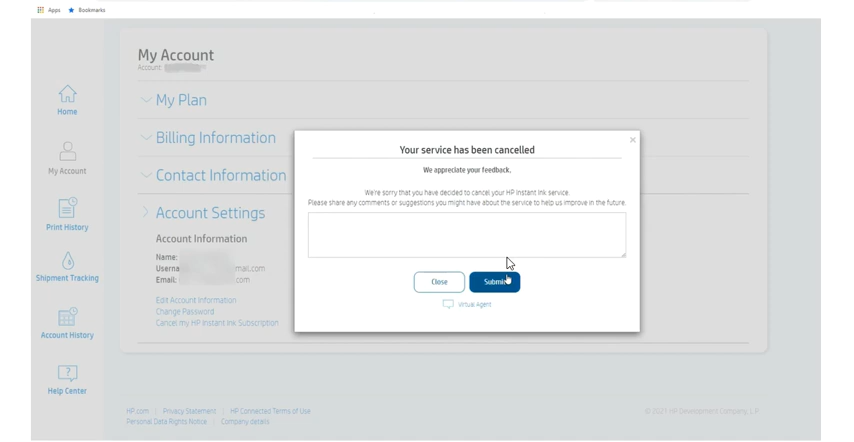 Apps Bookmarks
My Account
Account:
My Plan
Billing Information
Contact Information
Account Settings
Account Information
Name:
Userna mail.com
Email: com
Edit Account Information
Change Password
Cancel my HP Instant Ink Subscription
Home
My Account
Print History
Shipment Tracking
Account History
Help Center
Your service has been cancelled
We appreciate your feedback.
We're sorry that you have decided to cancel your HP Instant Ink service.
Please share any comments or suggestions you might have about the service to help us improve in the future.
Close Submit
Virtual Agent
HP.com | Privacy Statement | HP Connected Terms of Use
Personal Data Rights Notice | Company details
© 2021 HP Development Company, L.P.